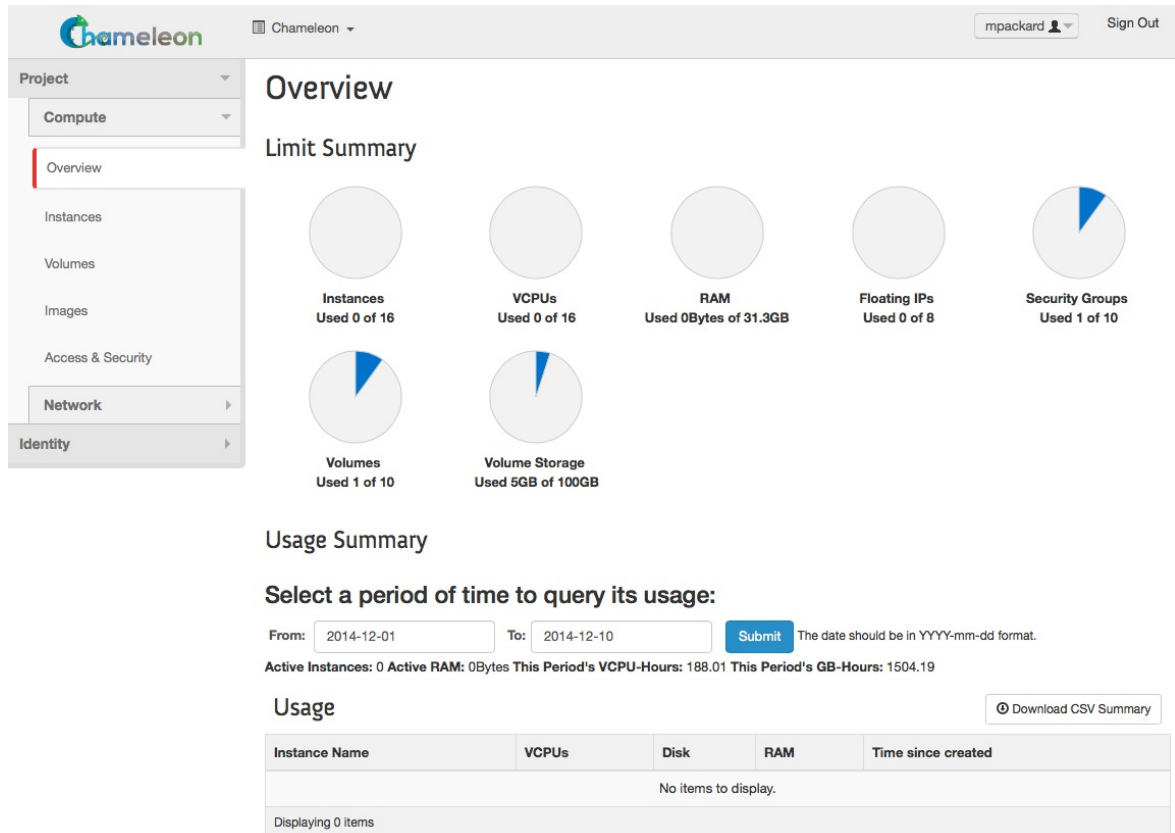 Chameleon
Chameleon
mpackard
Sign Out
Project
Compute
Overview
Instances
Volumes
Images
Access & Security
Network
Identity
Overview
Limit Summary
Instances
Used 0 of 16
VCPUs
Used 0 of 16
RAM
Used 0Bytes of 31.3GB
Floating IPs
Used 0 of 8
Security Groups
Used 1 of 10
Volumes
Used 1 of 10
Volume Storage
Used 5GB of 100GB
Usage Summary
Select a period of time to query its usage:
From: 2014-12-01 To: 2014-12-10 Submit The date should be in YYYY-mm-dd format.
Active Instances: 0 Active RAM: 0Bytes This Period's VCPU-Hours: 188.01 This Period's GB-Hours: 1504.19
Usage
Download CSV Summary
Instance Name VCPUs Disk RAM Time since created
No items to display.
Displaying 0 items